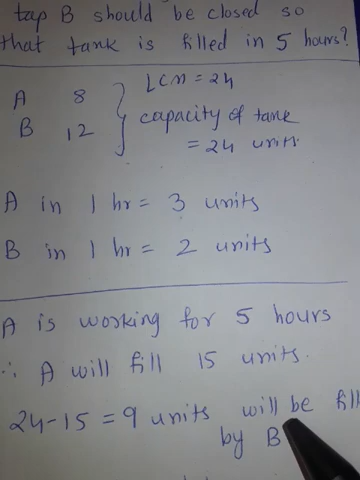 tap B should be closed so
that tank is filled in 5 hours?
A 8
B 12
LCM = 24
capacity of tank
= 24 units.
A in 1 hr = 3 units
B in 1 hr = 2 units
A is working for 5 hours
∴ A will fill 15 units.
24-15 = 9 units will be fill
by B